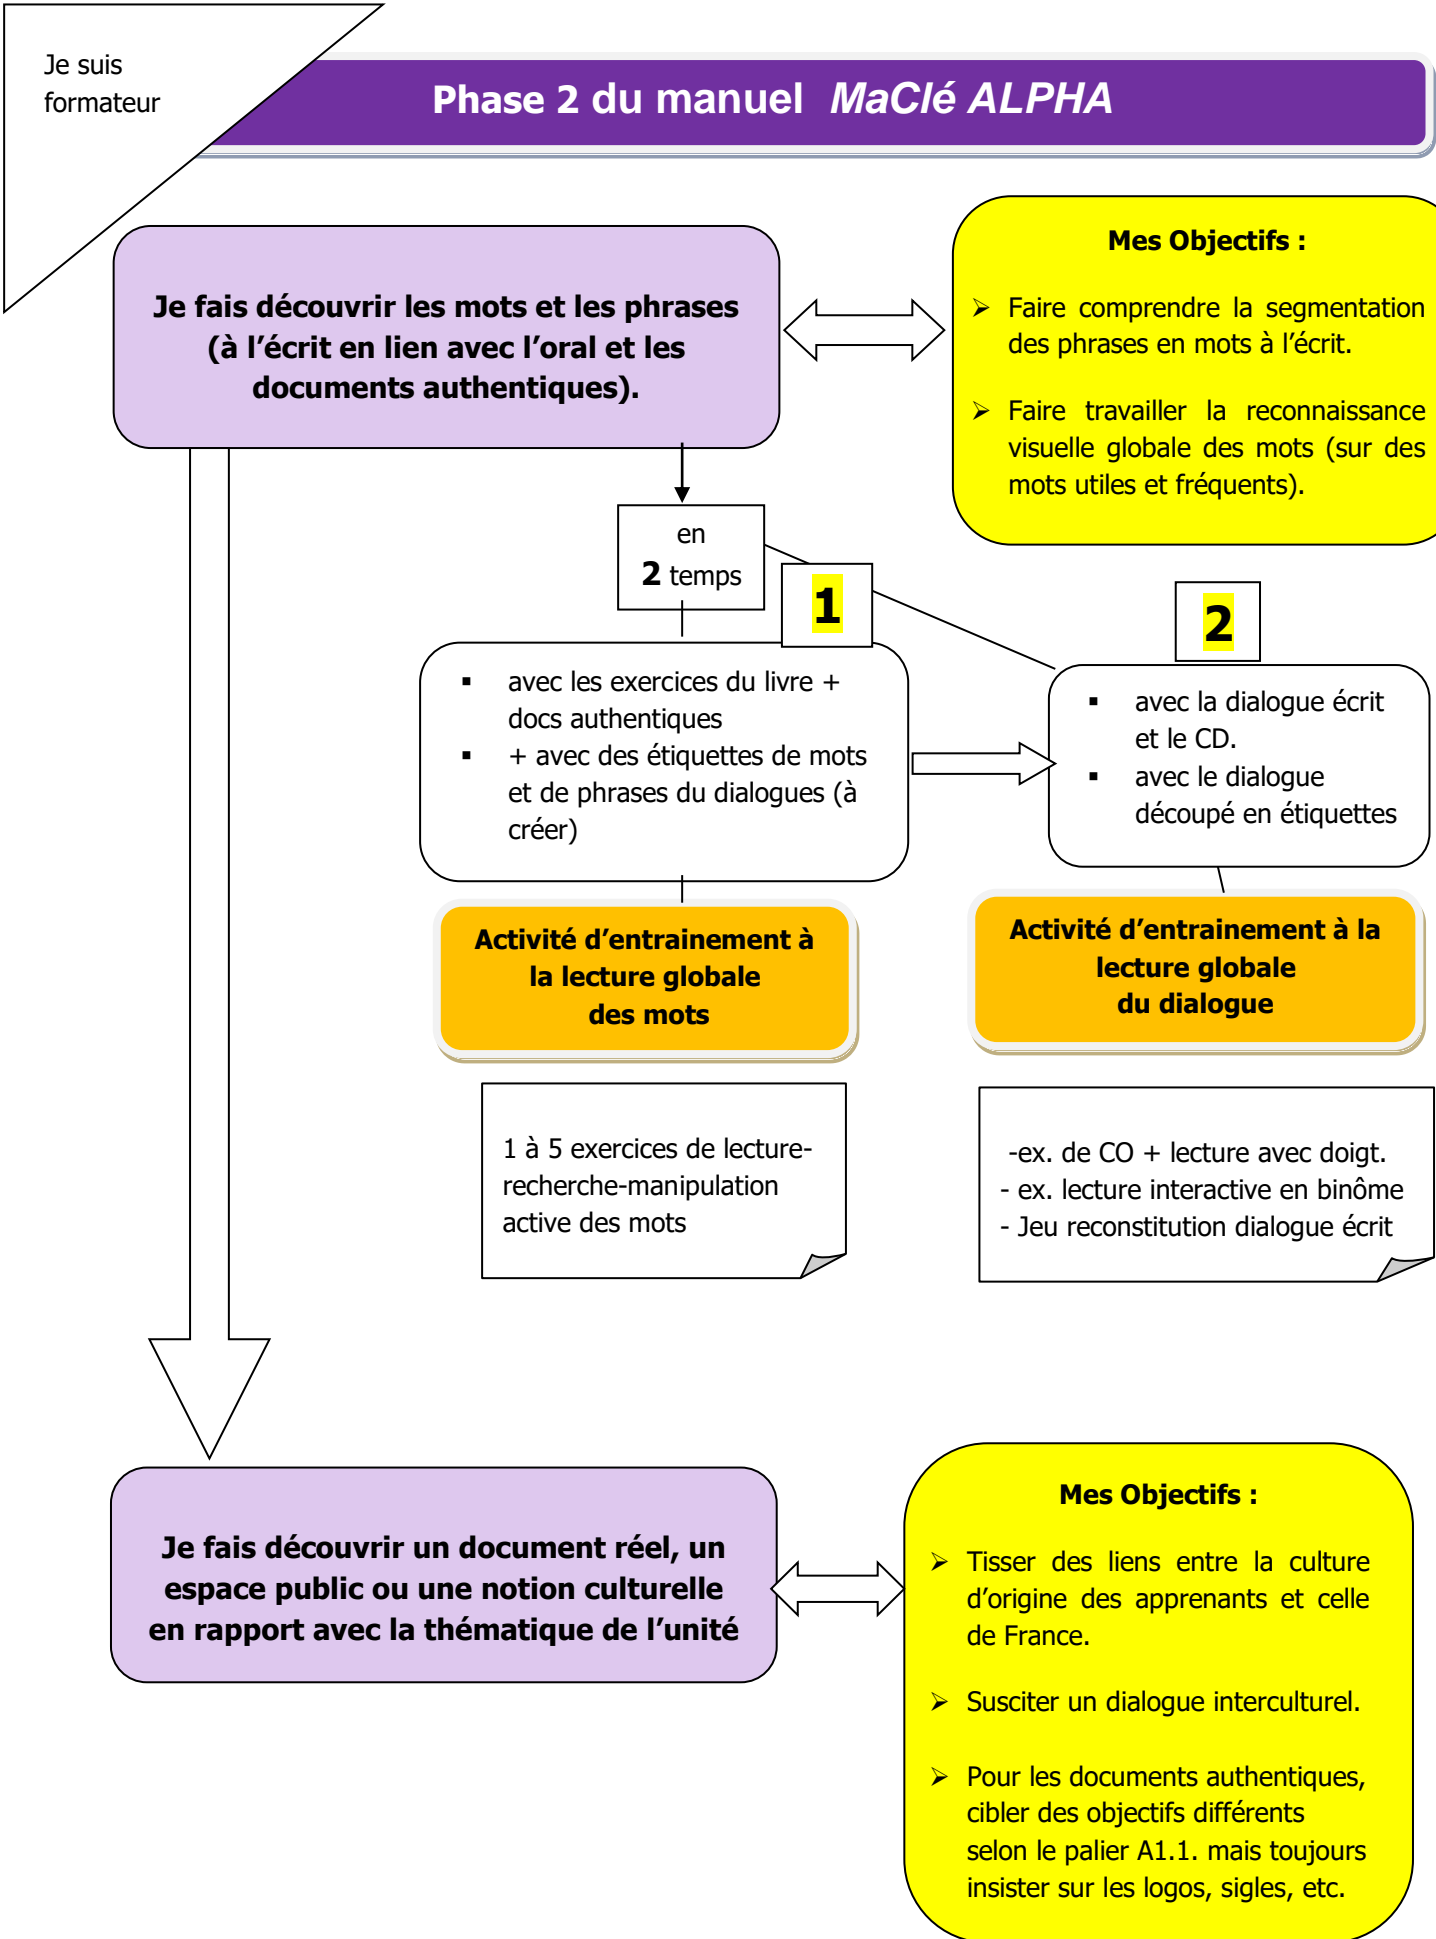 Je suis
formateur
Phase 2 du manuel MaClé ALPHA
Je fais découvrir les mots et les phrases
(à l’écrit en lien avec l’oral et les
documents authentiques).
Mes Objectifs :
➢ Faire comprendre la segmentation
des phrases en mots à l’écrit.
➢ Faire travailler la reconnaissance
visuelle globale des mots (sur des
mots utiles et fréquents).
en
2 temps
1
2
▪ avec les exercices du livre +
docs authentiques
▪ + avec des étiquettes de mots
et de phrases du dialogues (à
créer)
▪ avec la dialogue écrit
et le CD.
▪ avec le dialogue
découpé en étiquettes
Activité d’entrainement à
la lecture globale
des mots
Activité d’entrainement à la
lecture globale
du dialogue
1 à 5 exercices de lecture-
recherche-manipulation
active des mots
-ex. de CO + lecture avec doigt.
- ex. lecture interactive en binôme
- Jeu reconstitution dialogue écrit
Je fais découvrir un document réel, un
espace public ou une notion culturelle
en rapport avec la thématique de l’unité
Mes Objectifs :
➢ Tisser des liens entre la culture
d’origine des apprenants et celle
de France.
➢ Susciter un dialogue interculturel.
➢ Pour les documents authentiques,
cibler des objectifs différents
selon le palier A1.1. mais toujours
insister sur les logos, sigles, etc.